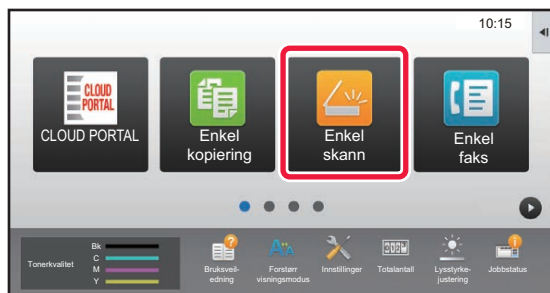 10:15
CLOUD
PORTAL
CLOUD PORTAL
Enkel
kopiering
Enkel
skann
Enkel
faks
Tonerkvalitet
Bk
C
M
Y
Bruksveil-
edning
Forstørr
visningsmodus
Innstillinger
Totalantall
Lysstyrke-
justering
Jobbstatus